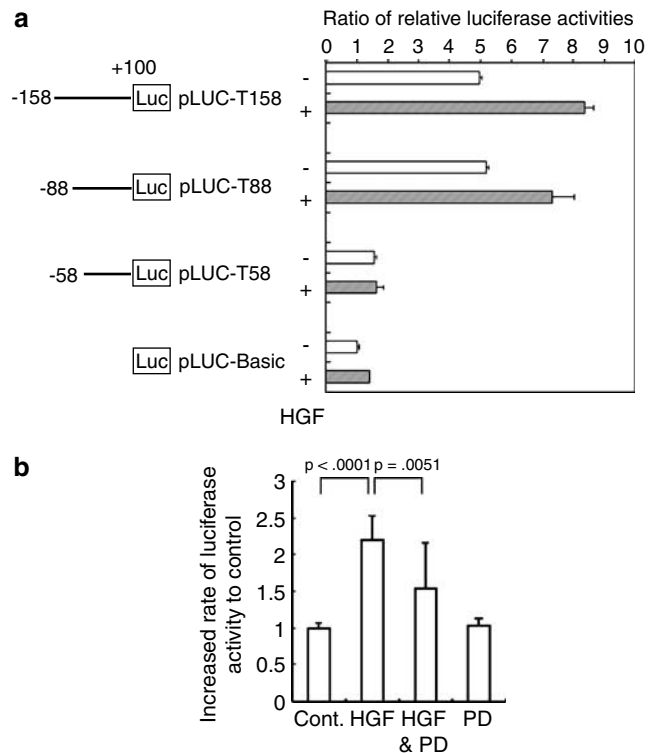 a
Ratio of relative luciferase activities
0 1 2 3 4 5 6 7 8 9 10
+100
-158 Luc pLUC-T158
-
+
-88 Luc pLUC-T88
-
+
-58 Luc pLUC-T58
-
+
Luc pLUC-Basic
-
+
HGF
b
p < .0001 p = .0051
Increased rate of luciferase
activity to control
3
2.5
2
1.5
1
0.5
0
Cont. HGF HGF PD
& PD